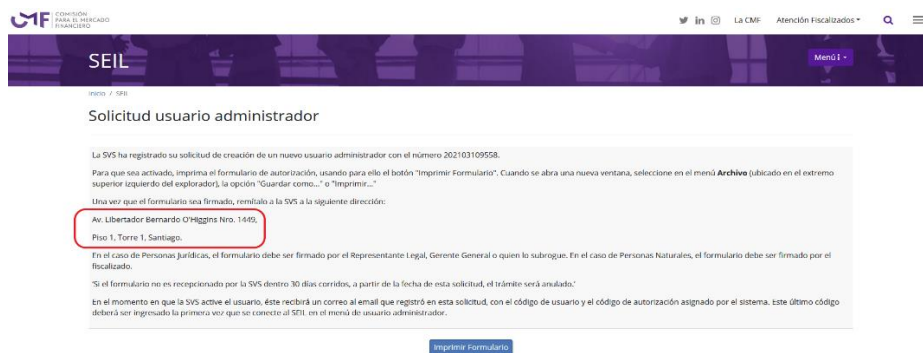 CMF COMISIÓN
PARA EL MERCADO
FINANCIERO
La CMF Atención Fiscalizados
SEIL
Menú
Inicio / SEIL
Solicitud usuario administrador
La SVS ha registrado su solicitud de creación de un nuevo usuario administrador con el número 202103109558.
Para que sea activado, imprima el formulario de autorización, usando para ello el botón "Imprimir Formulario". Cuando se abra una nueva ventana, seleccione en el menú Archivo (ubicado en el extremo
superior izquierdo del explorador), la opción "Guardar como..." o "Imprimir..."
Una vez que el formulario sea firmado, remítalo a la SVS a la siguiente dirección:
Av. Libertador Bernardo O'Higgins Nro. 1449,
Piso 1, Torre 1, Santiago.
En el caso de Personas Jurídicas, el formulario debe ser firmado por el Representante Legal, Gerente General o quien lo subrogue. En el caso de Personas Naturales, el formulario debe ser firmado por el
fiscalizado.
'Si el formulario no es recepcionado por la SVS dentro 30 días corridos, a partir de la fecha de esta solicitud, el trámite será anulado.'
En el momento en que la SVS active el usuario, éste recibirá un correo al email que registró en esta solicitud, con el código de usuario y el código de autorización asignado por el sistema. Este último código
deberá ser ingresado la primera vez que se conecte al SEIL en el menú de usuario administrador.
Imprimir Formulario